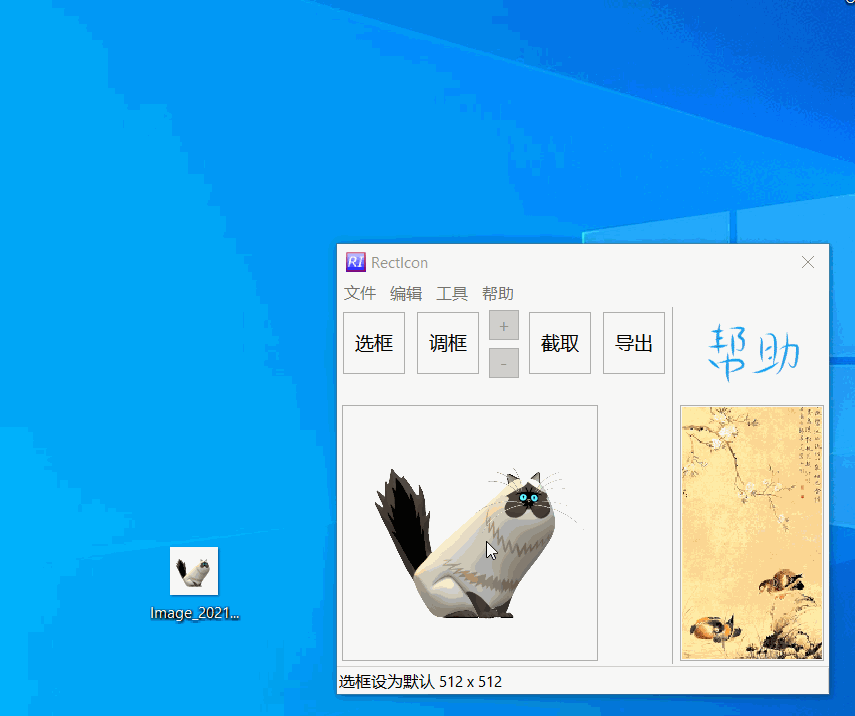 RI RectIcon
文件 编辑 工具 帮助
选框 调框 + - 截取 导出
帮助
Image_2021...
选框设为默认 512 x 512